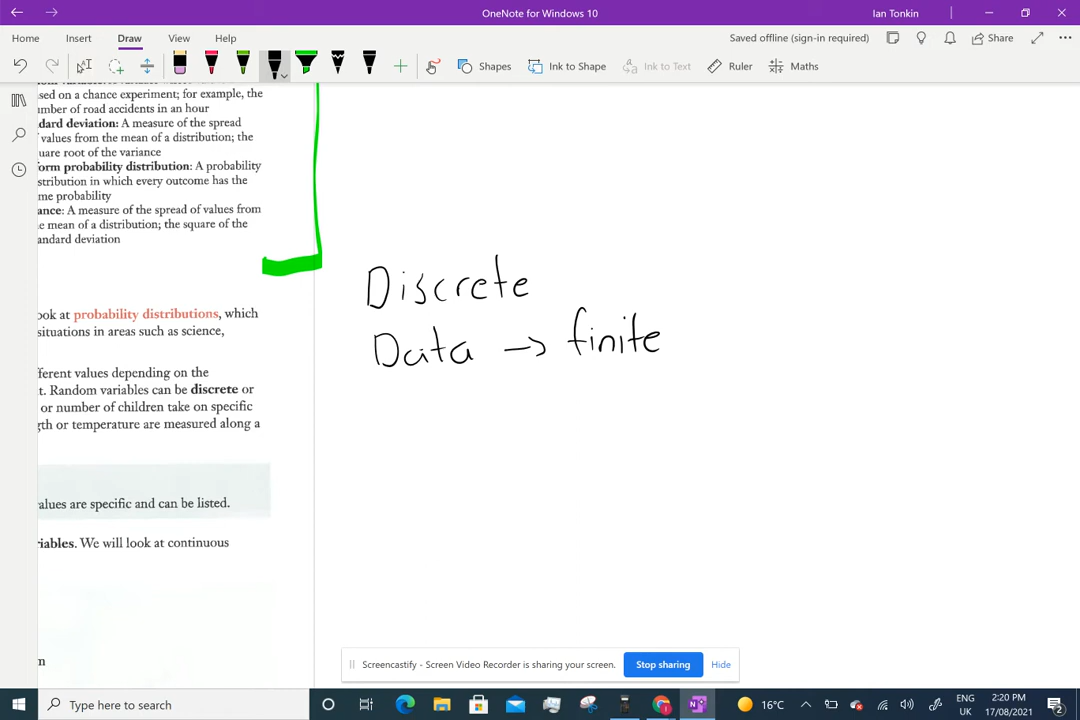 OneNote for Windows 10
Ian Tonkin
Home Insert Draw View Help
Saved offline (sign-in required)
Share
Shapes
Ink to Shape
Ink to Text
Ruler
Maths
sed on a chance experiment; for example, the
umber of road accidents in an hour
dard deviation: A measure of the spread
values from the mean of a distribution; the
uare root of the variance
form probability distribution: A probability
stribution in which every outcome has the
me probability
ance: A measure of the spread of values from
e mean of a distribution; the square of the
andard deviation
ook at probability distributions, which
situations in areas such as science,
fferent values depending on the
t. Random variables can be discrete or
or number of children take on specific
gth or temperature are measured along a
alues are specific and can be listed.
riables. We will look at continuous
m
Discrete
Data → finite
Screencastify - Screen Video Recorder is sharing your screen.
Stop sharing
Hide
Type here to search
16°C
ENG
UK
2:20 PM
17/08/2021
2